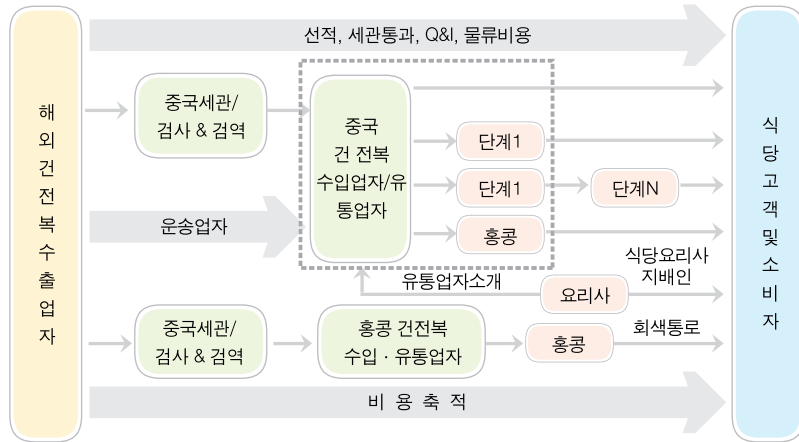 해외건전복수출업자
선적, 세관통과, Q&I, 물류비용
중국세관/
검사 & 검역
중국
건 전복
수입업자/유
통업자
단계1
단계1
단계N
홍콩
운송업자
유통업자소개
요리사
식당요리사
지배인
중국세관/
검사 & 검역
홍콩 건전복
수입 · 유통업자
홍콩
회색통로
비 용 축 적
식당고객및소비자